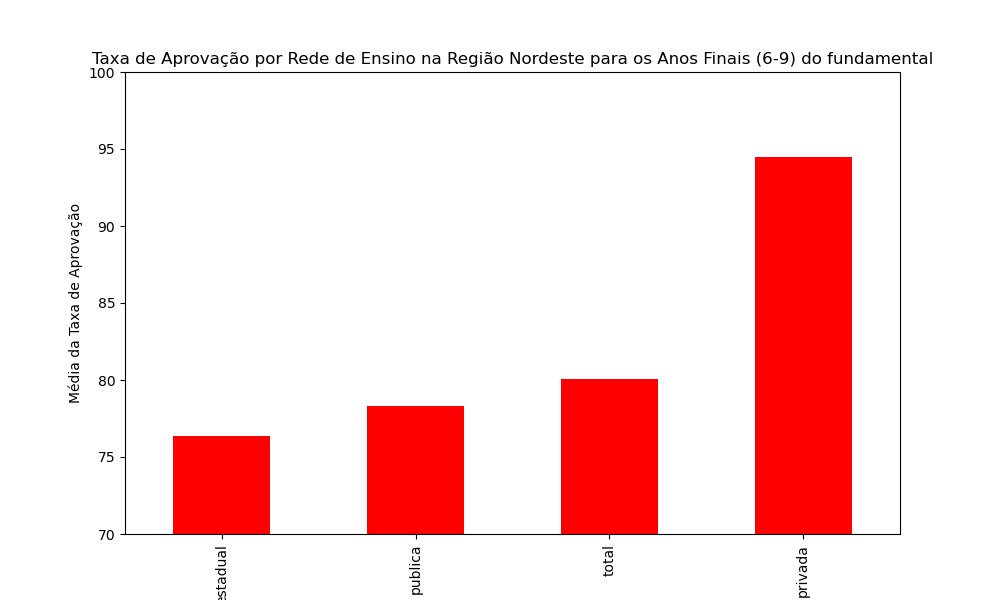 Taxa de Aprovação por Rede de Ensino na Região Nordeste para os Anos Finais (6-9) do fundamental
100
95
90
85
80
75
70
Média da Taxa de Aprovação
estadual
publica
total
privada